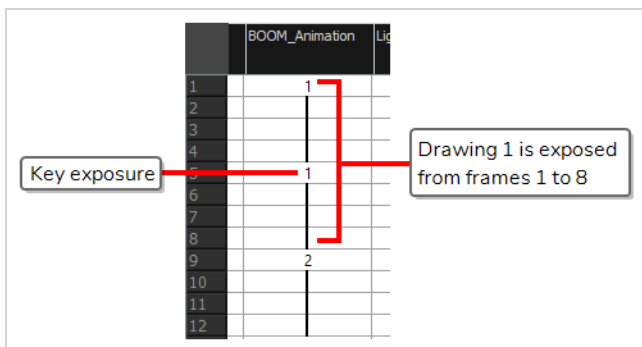 BOOM_Animation
Lig
1 1
2
3
4
5 1
6
7
8
9 2
10
11
12
Key exposure
Drawing 1 is exposed
from frames 1 to 8